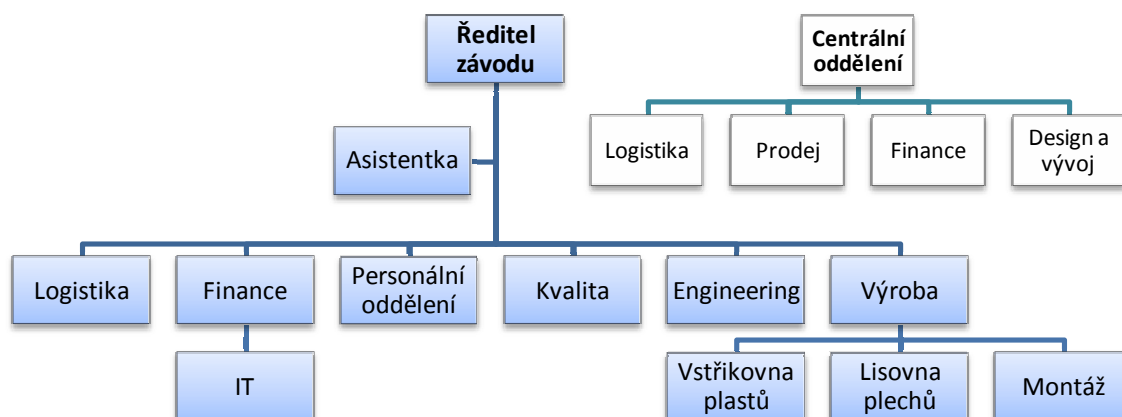 Ředitel
závodu
Centrální
oddělení
Asistentka
Logistika
Prodej
Finance
Design a
vývoj
Logistika
Finance
Personální
oddělení
Kvalita
Engineering
Výroba
IT
Vstřikovna
plastů
Lisovna
plechů
Montáž